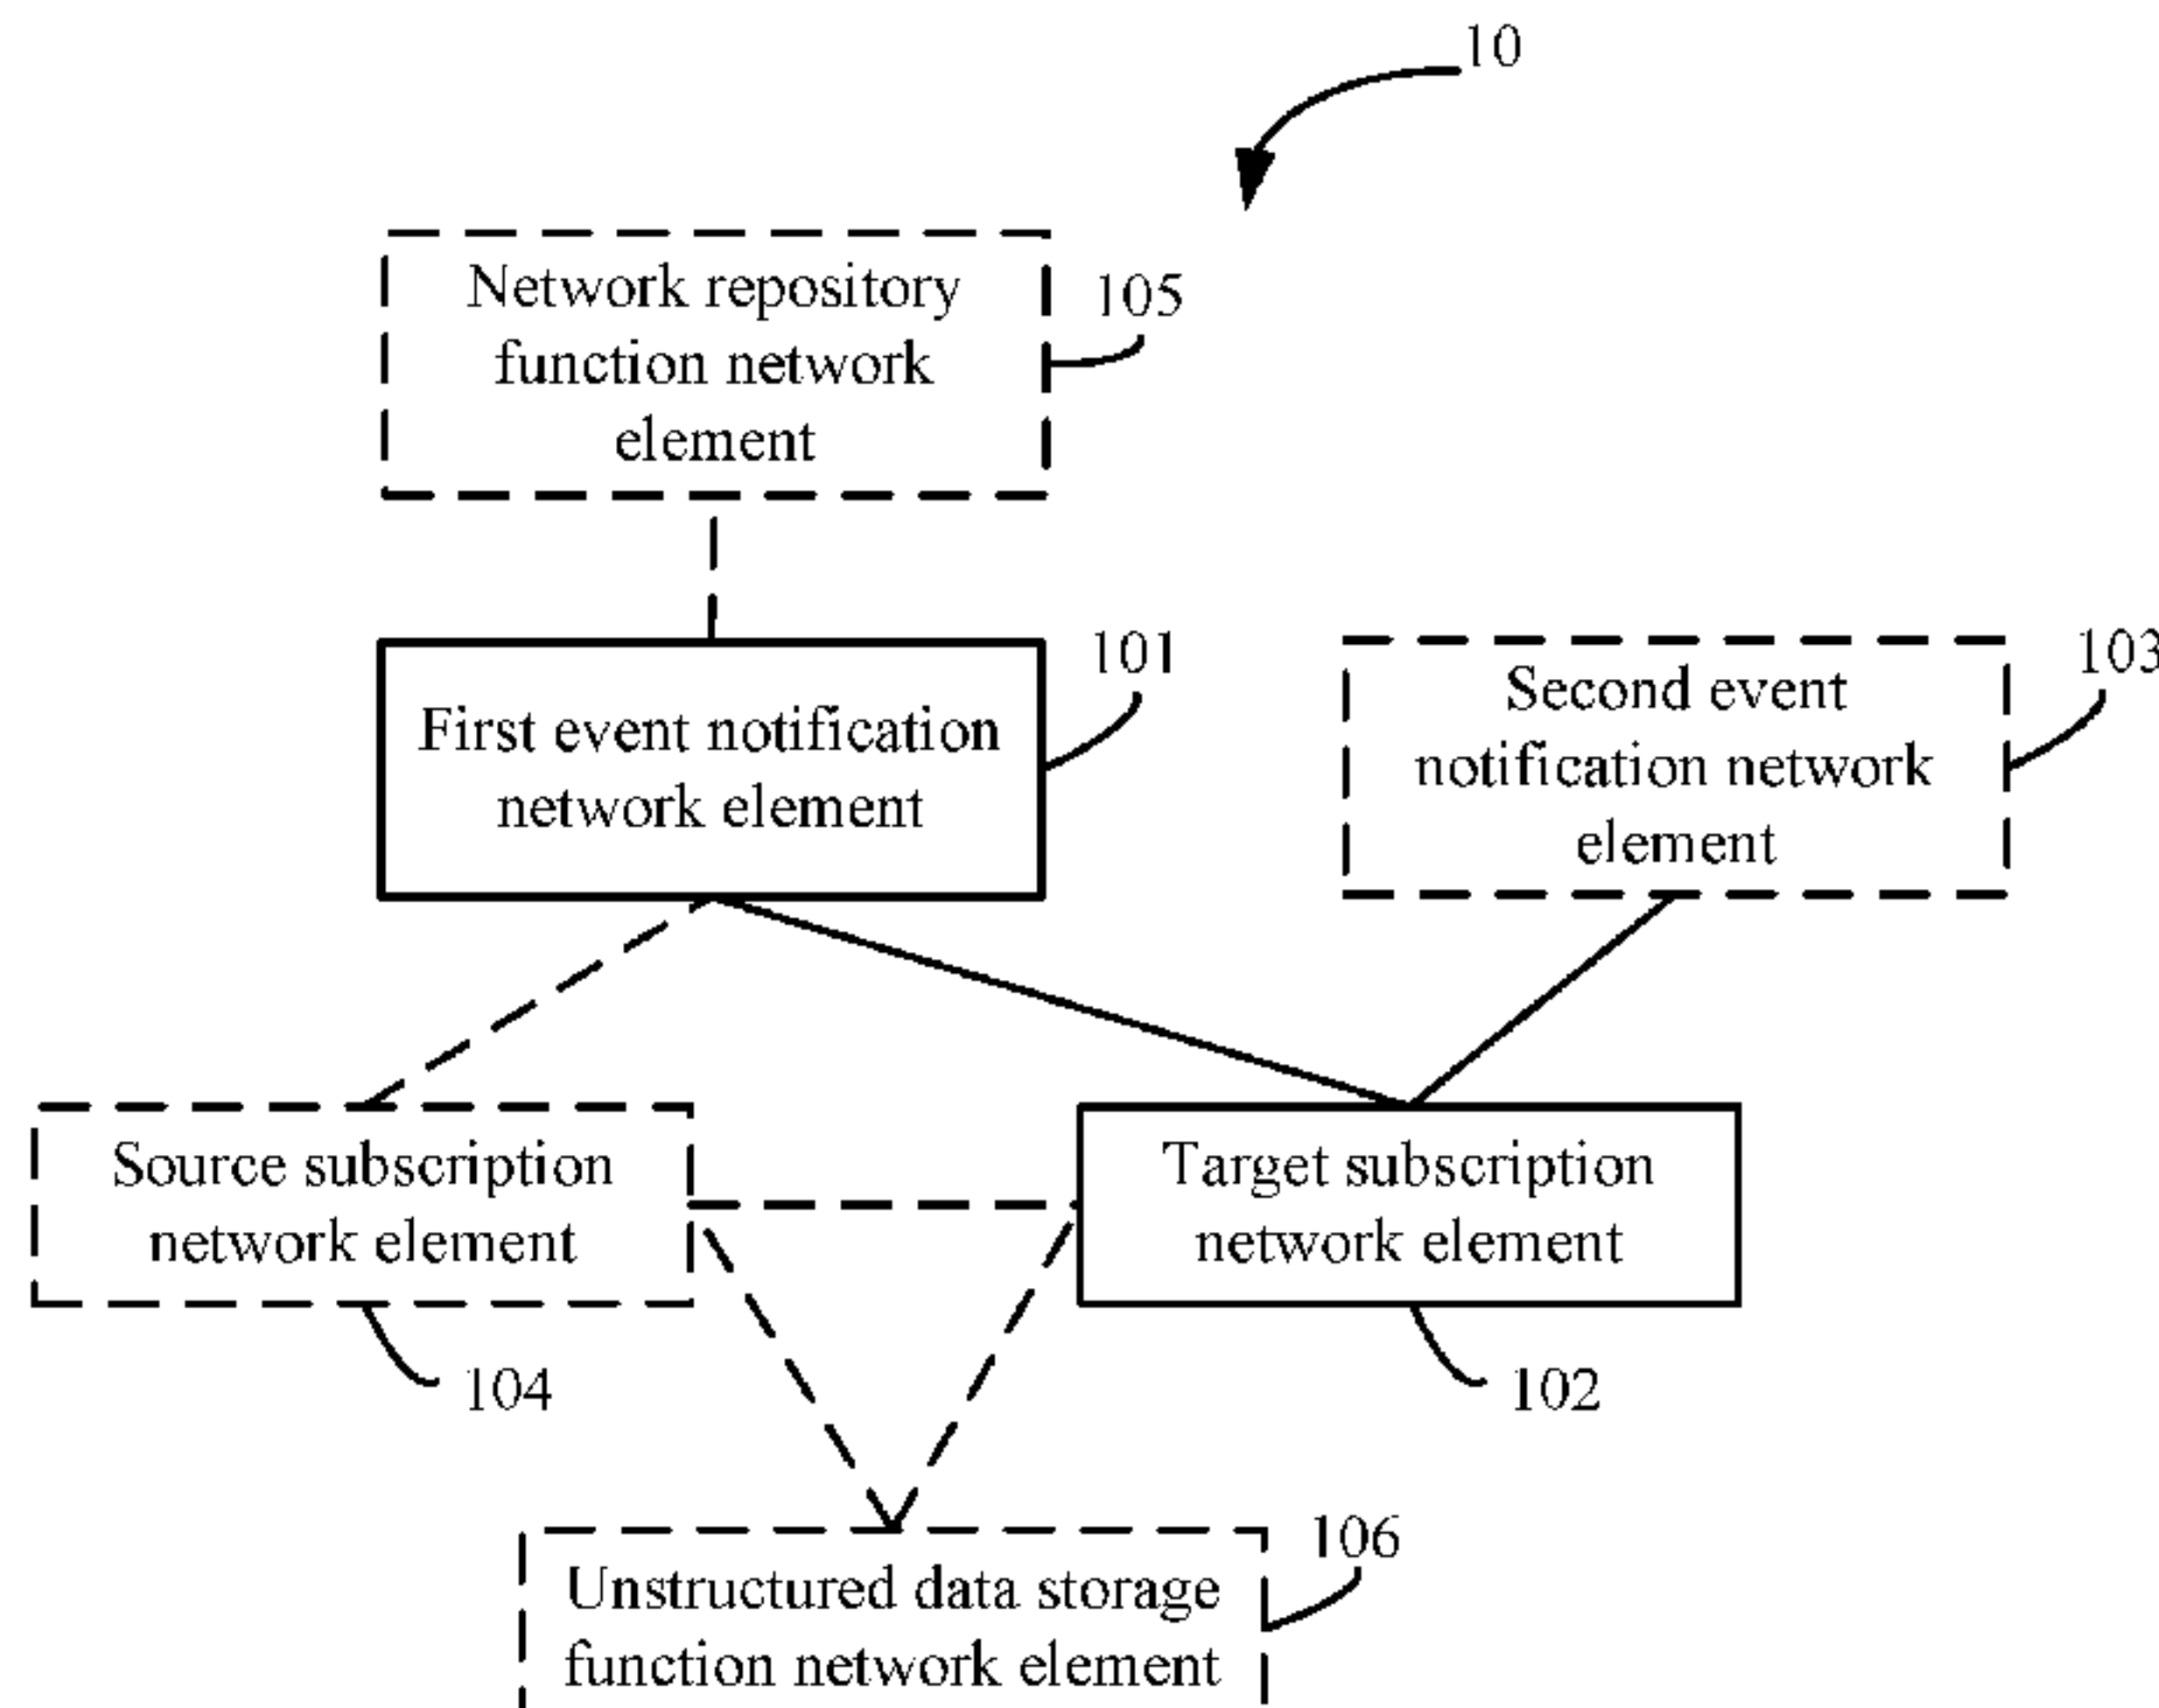 10
Network repository
function network
element
105
First event notification
network element
101
Second event
notification network
element
103
Source subscription
network element
104
Target subscription
network element
102
Unstructured data storage
function network element
106